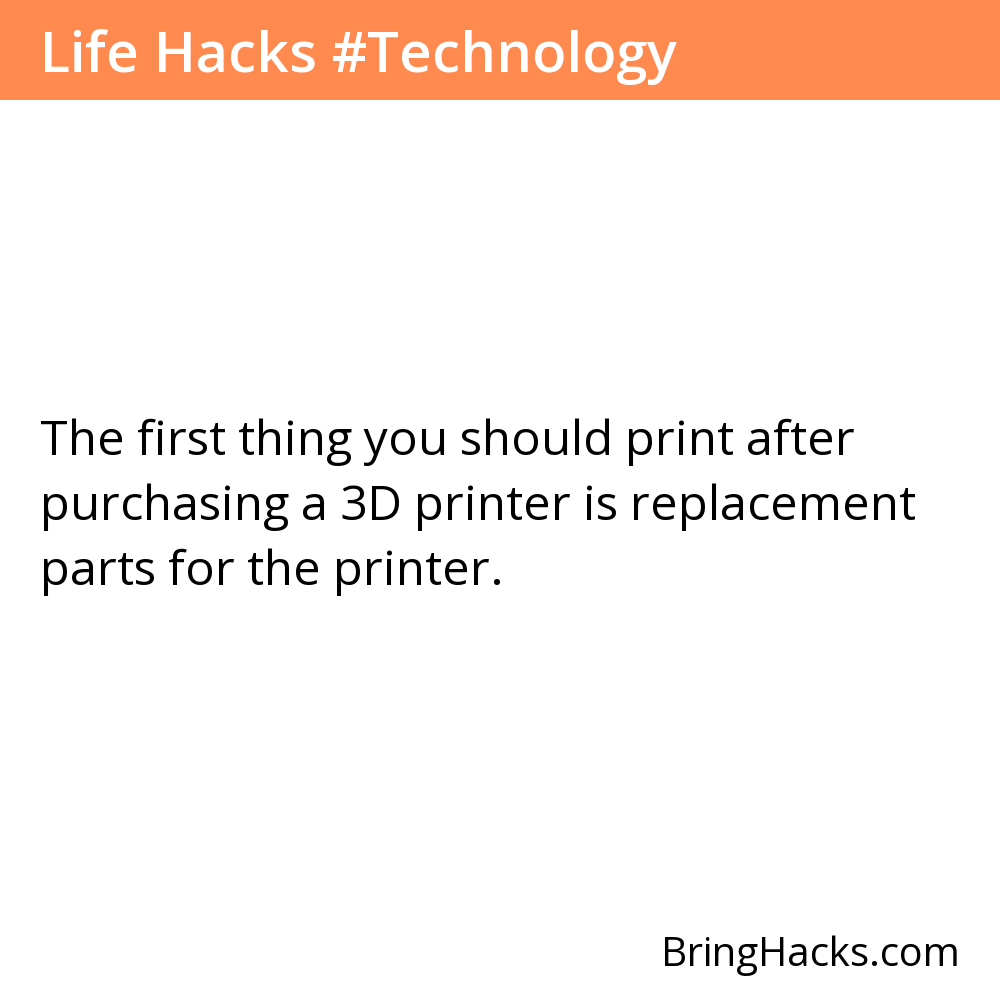 Life Hacks #Technology
The first thing you should print after
purchasing a 3D printer is replacement
parts for the printer.
BringHacks.com